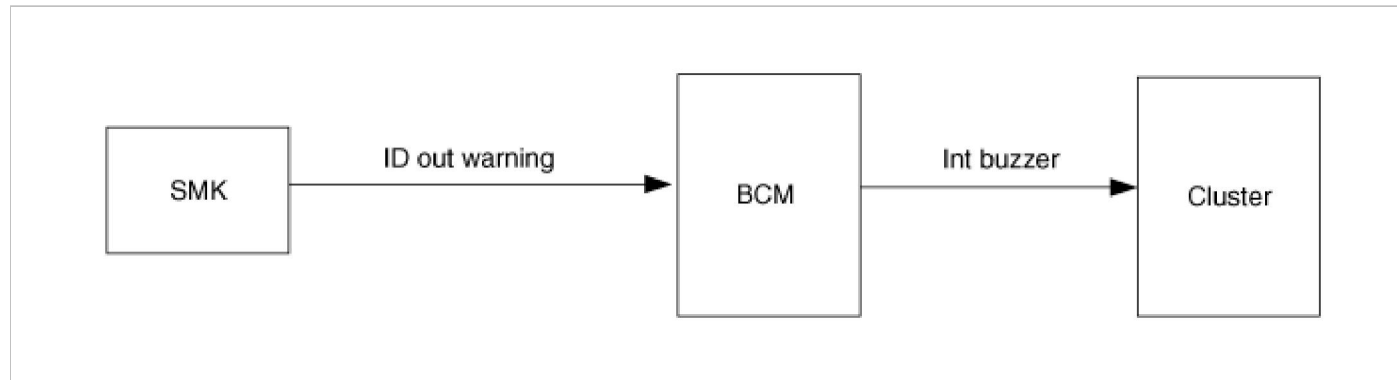 SMK
ID out warning
BCM
Int buzzer
Cluster